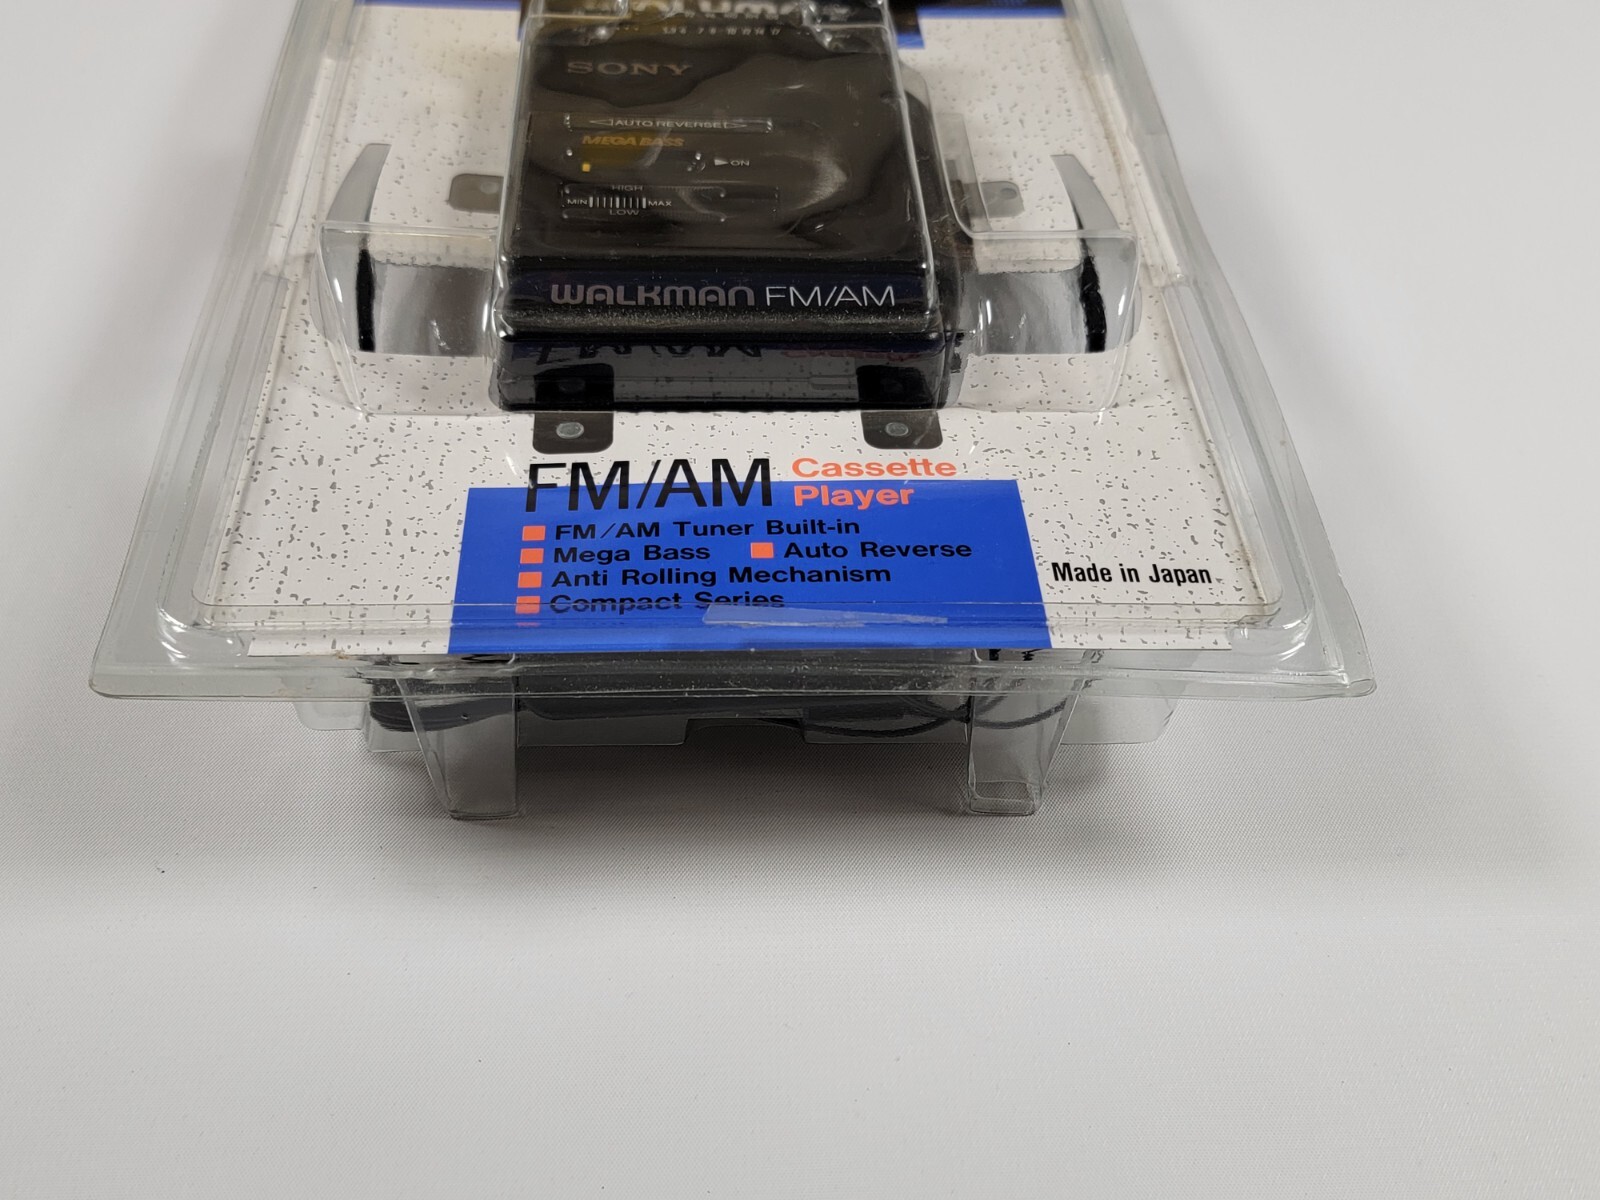 SONY
AUTO REVERSE
MEGA BASS
ON
HIGH
MIN MAX
LOW
WALKMAN FM/AM
FM/AM Cassette Player
FM/AM Tuner Built-in
Mega Bass Auto Reverse
Anti Rolling Mechanism
Compact Series
Made in Japan